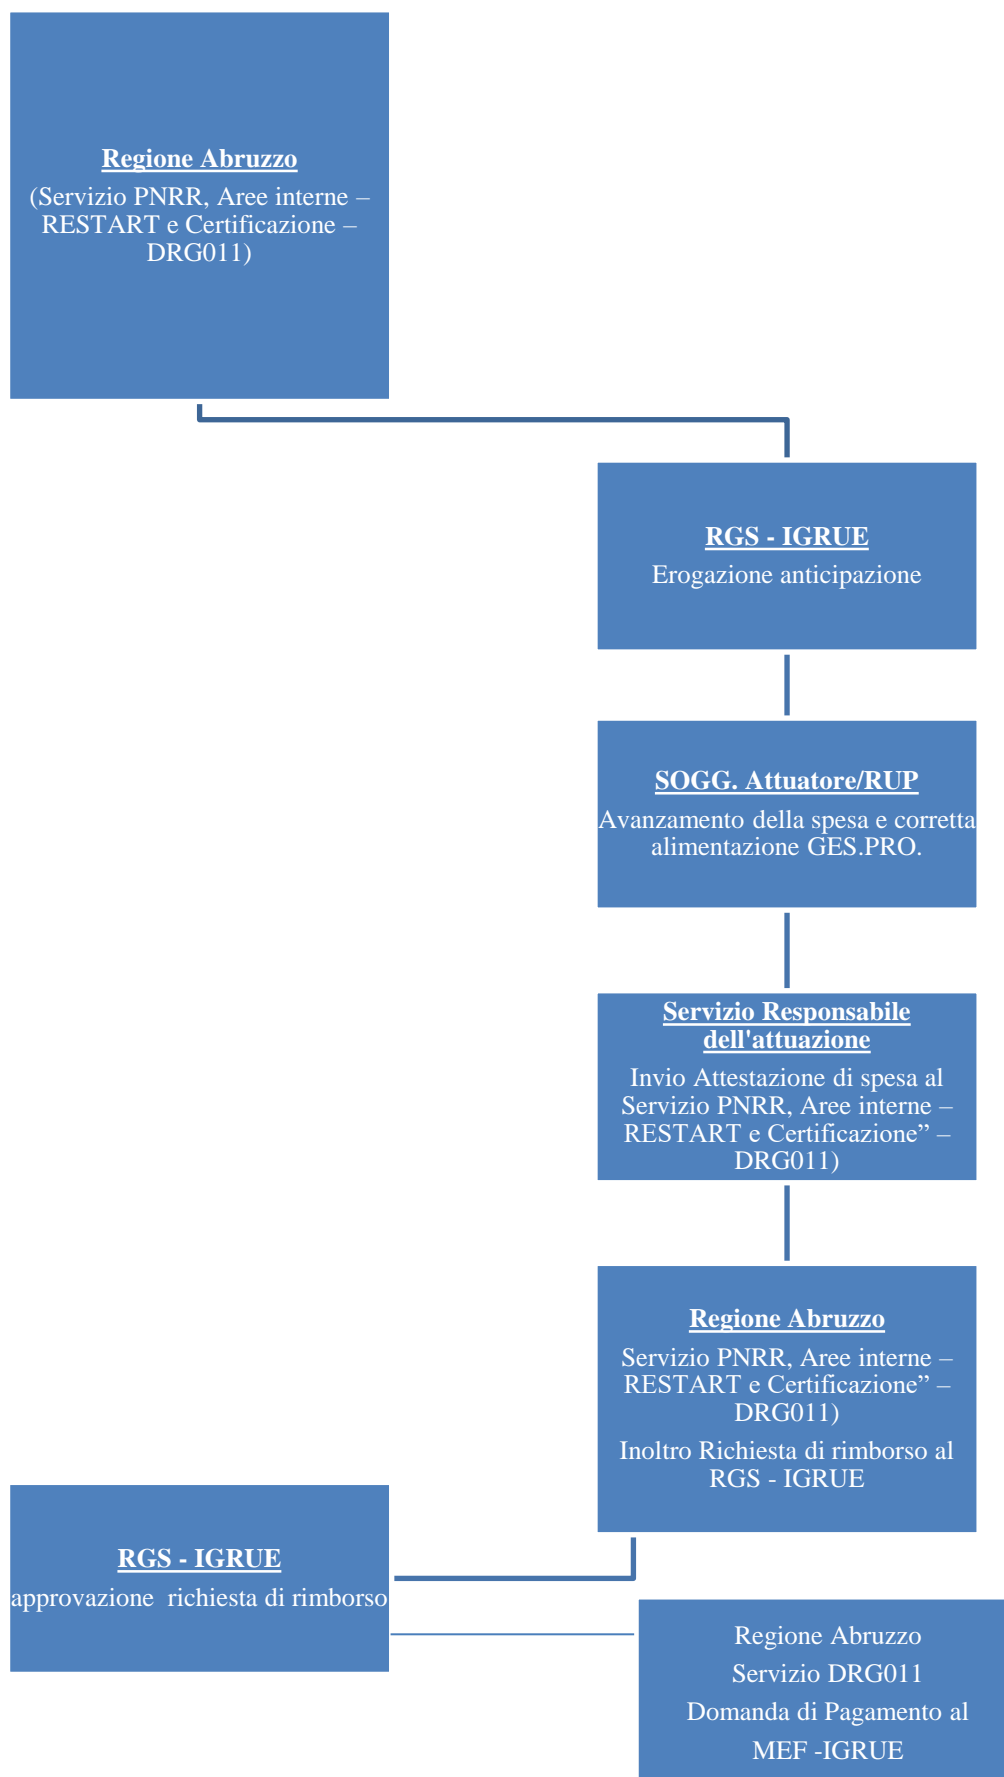 Regione Abruzzo
(Servizio PNRR, Aree interne –
RESTART e Certificazione –
DRG011)
RGS - IGRUE
Erogazione anticipazione
SOGG. Attuatore/RUP
Avanzamento della spesa e corretta
alimentazione GES.PRO.
Servizio Responsabile
dell'attuazione
Invio Attestazione di spesa al
Servizio PNRR, Aree interne –
RESTART e Certificazione” –
DRG011)
Regione Abruzzo
Servizio PNRR, Aree interne –
RESTART e Certificazione” –
DRG011)
Inoltro Richiesta di rimborso al
RGS - IGRUE
RGS - IGRUE
approvazione richiesta di rimborso
Regione Abruzzo
Servizio DRG011
Domanda di Pagamento al
MEF -IGRUE